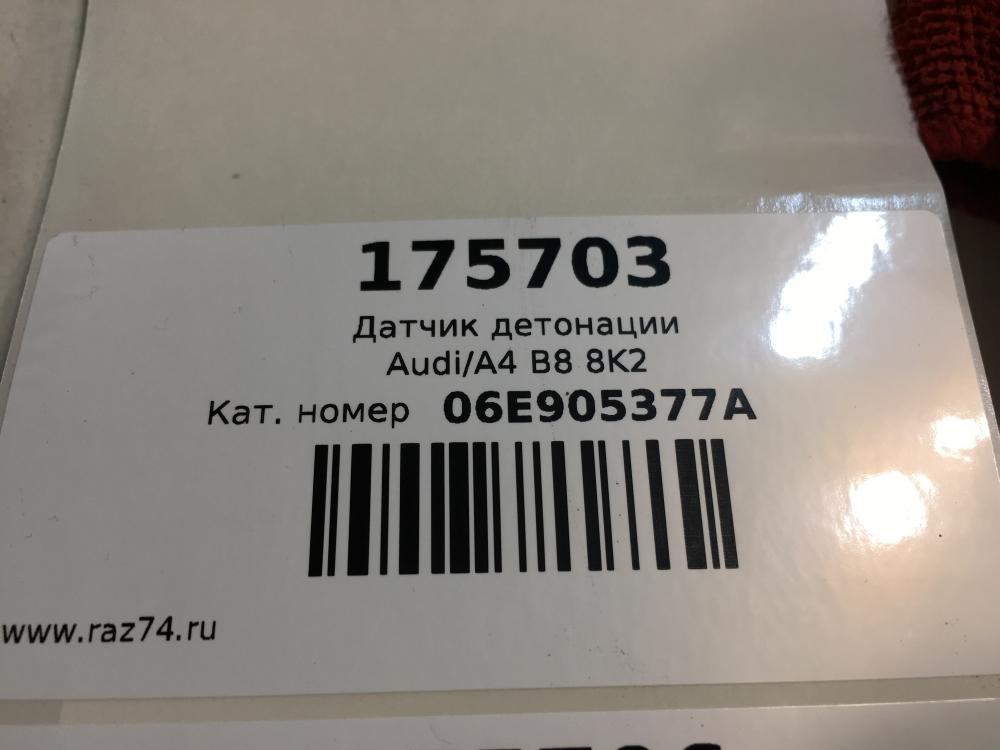 175703
Датчик детонации
Audi/A4 B8 8K2
Кат. номер 06E905377A
www.raz74.ru